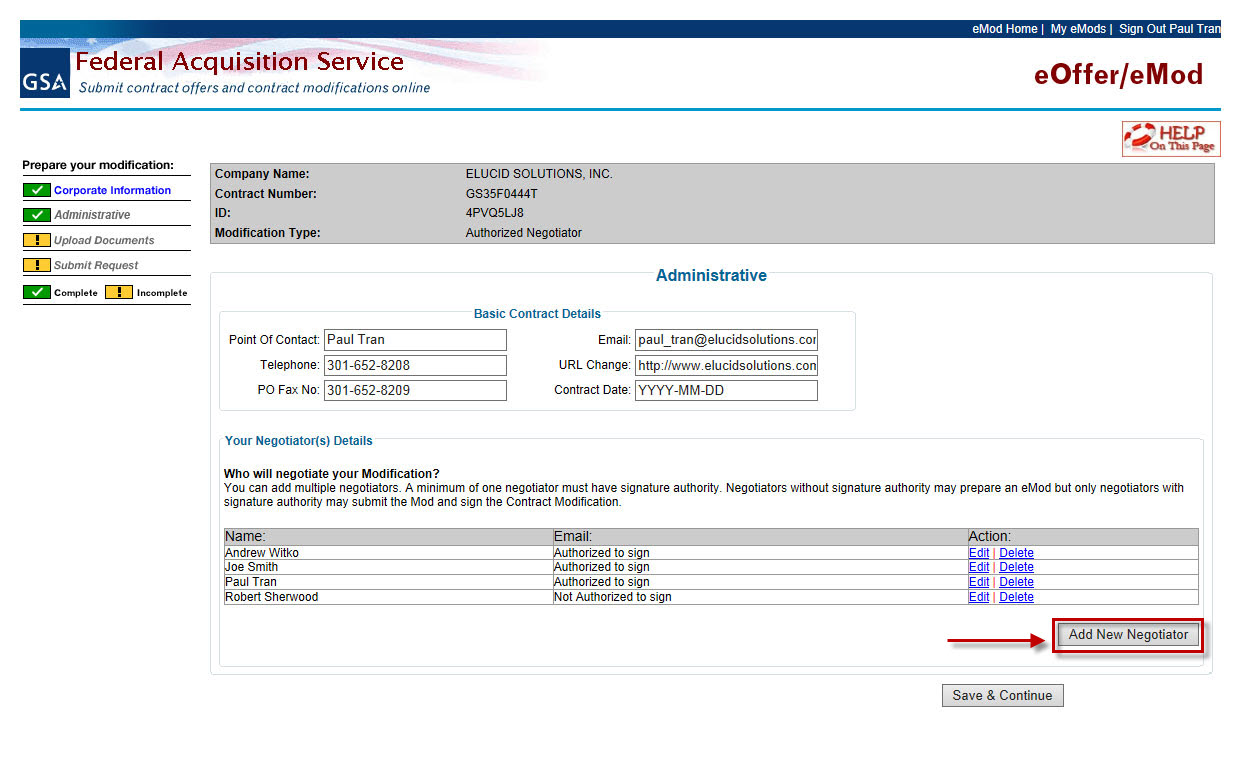 eMod Home | My eMods | Sign Out Paul Tran
GSA
Federal Acquisition Service
Submit contract offers and contract modifications online
eOffer/eMod
HELP
On This Page
Prepare your modification:
Corporate Information
Administrative
! Upload Documents
! Submit Request
Complete ! Incomplete
Company Name: ELUCID SOLUTIONS, INC.
Contract Number: GS35F0444T
ID: 4PVQ5LJ8
Modification Type: Authorized Negotiator
Administrative
Basic Contract Details
Point Of Contact: Paul Tran Email: paul_tran@elucidsolutions.cor
Telephone: 301-652-8208 URL Change: http://www.elucidsolutions.con
PO Fax No: 301-652-8209 Contract Date: YYYY-MM-DD
Your Negotiator(s) Details
Who will negotiate your Modification?
You can add multiple negotiators. A minimum of one negotiator must have signature authority. Negotiators without signature authority may prepare an eMod but only negotiators with
signature authority may submit the Mod and sign the Contract Modification.
Name: Email: Action:
Andrew Witko Authorized to sign Edit | Delete
Joe Smith Authorized to sign Edit | Delete
Paul Tran Authorized to sign Edit | Delete
Robert Sherwood Not Authorized to sign Edit | Delete
Add New Negotiator
Save & Continue